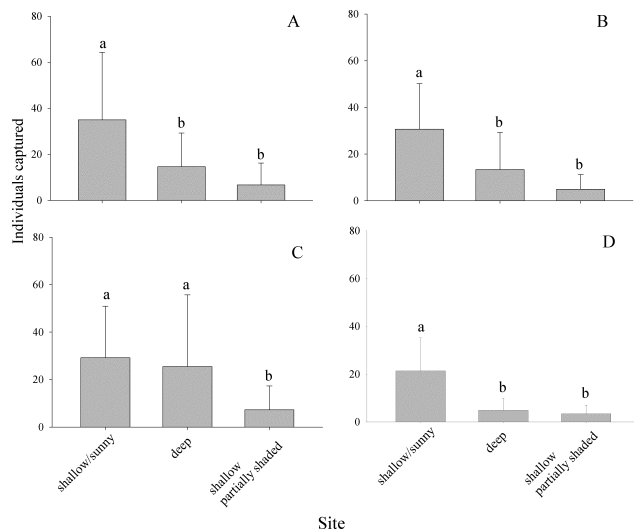 A
80
60
40
20
0
a
b
b
B
80
60
40
20
0
a
b
b
Individuals captured
C
80
60
40
20
0
a
a
b
shallow/sunny
deep
shallow
partially shaded
D
80
60
40
20
0
a
b
b
shallow/sunny
deep
shallow
partially shaded
Site